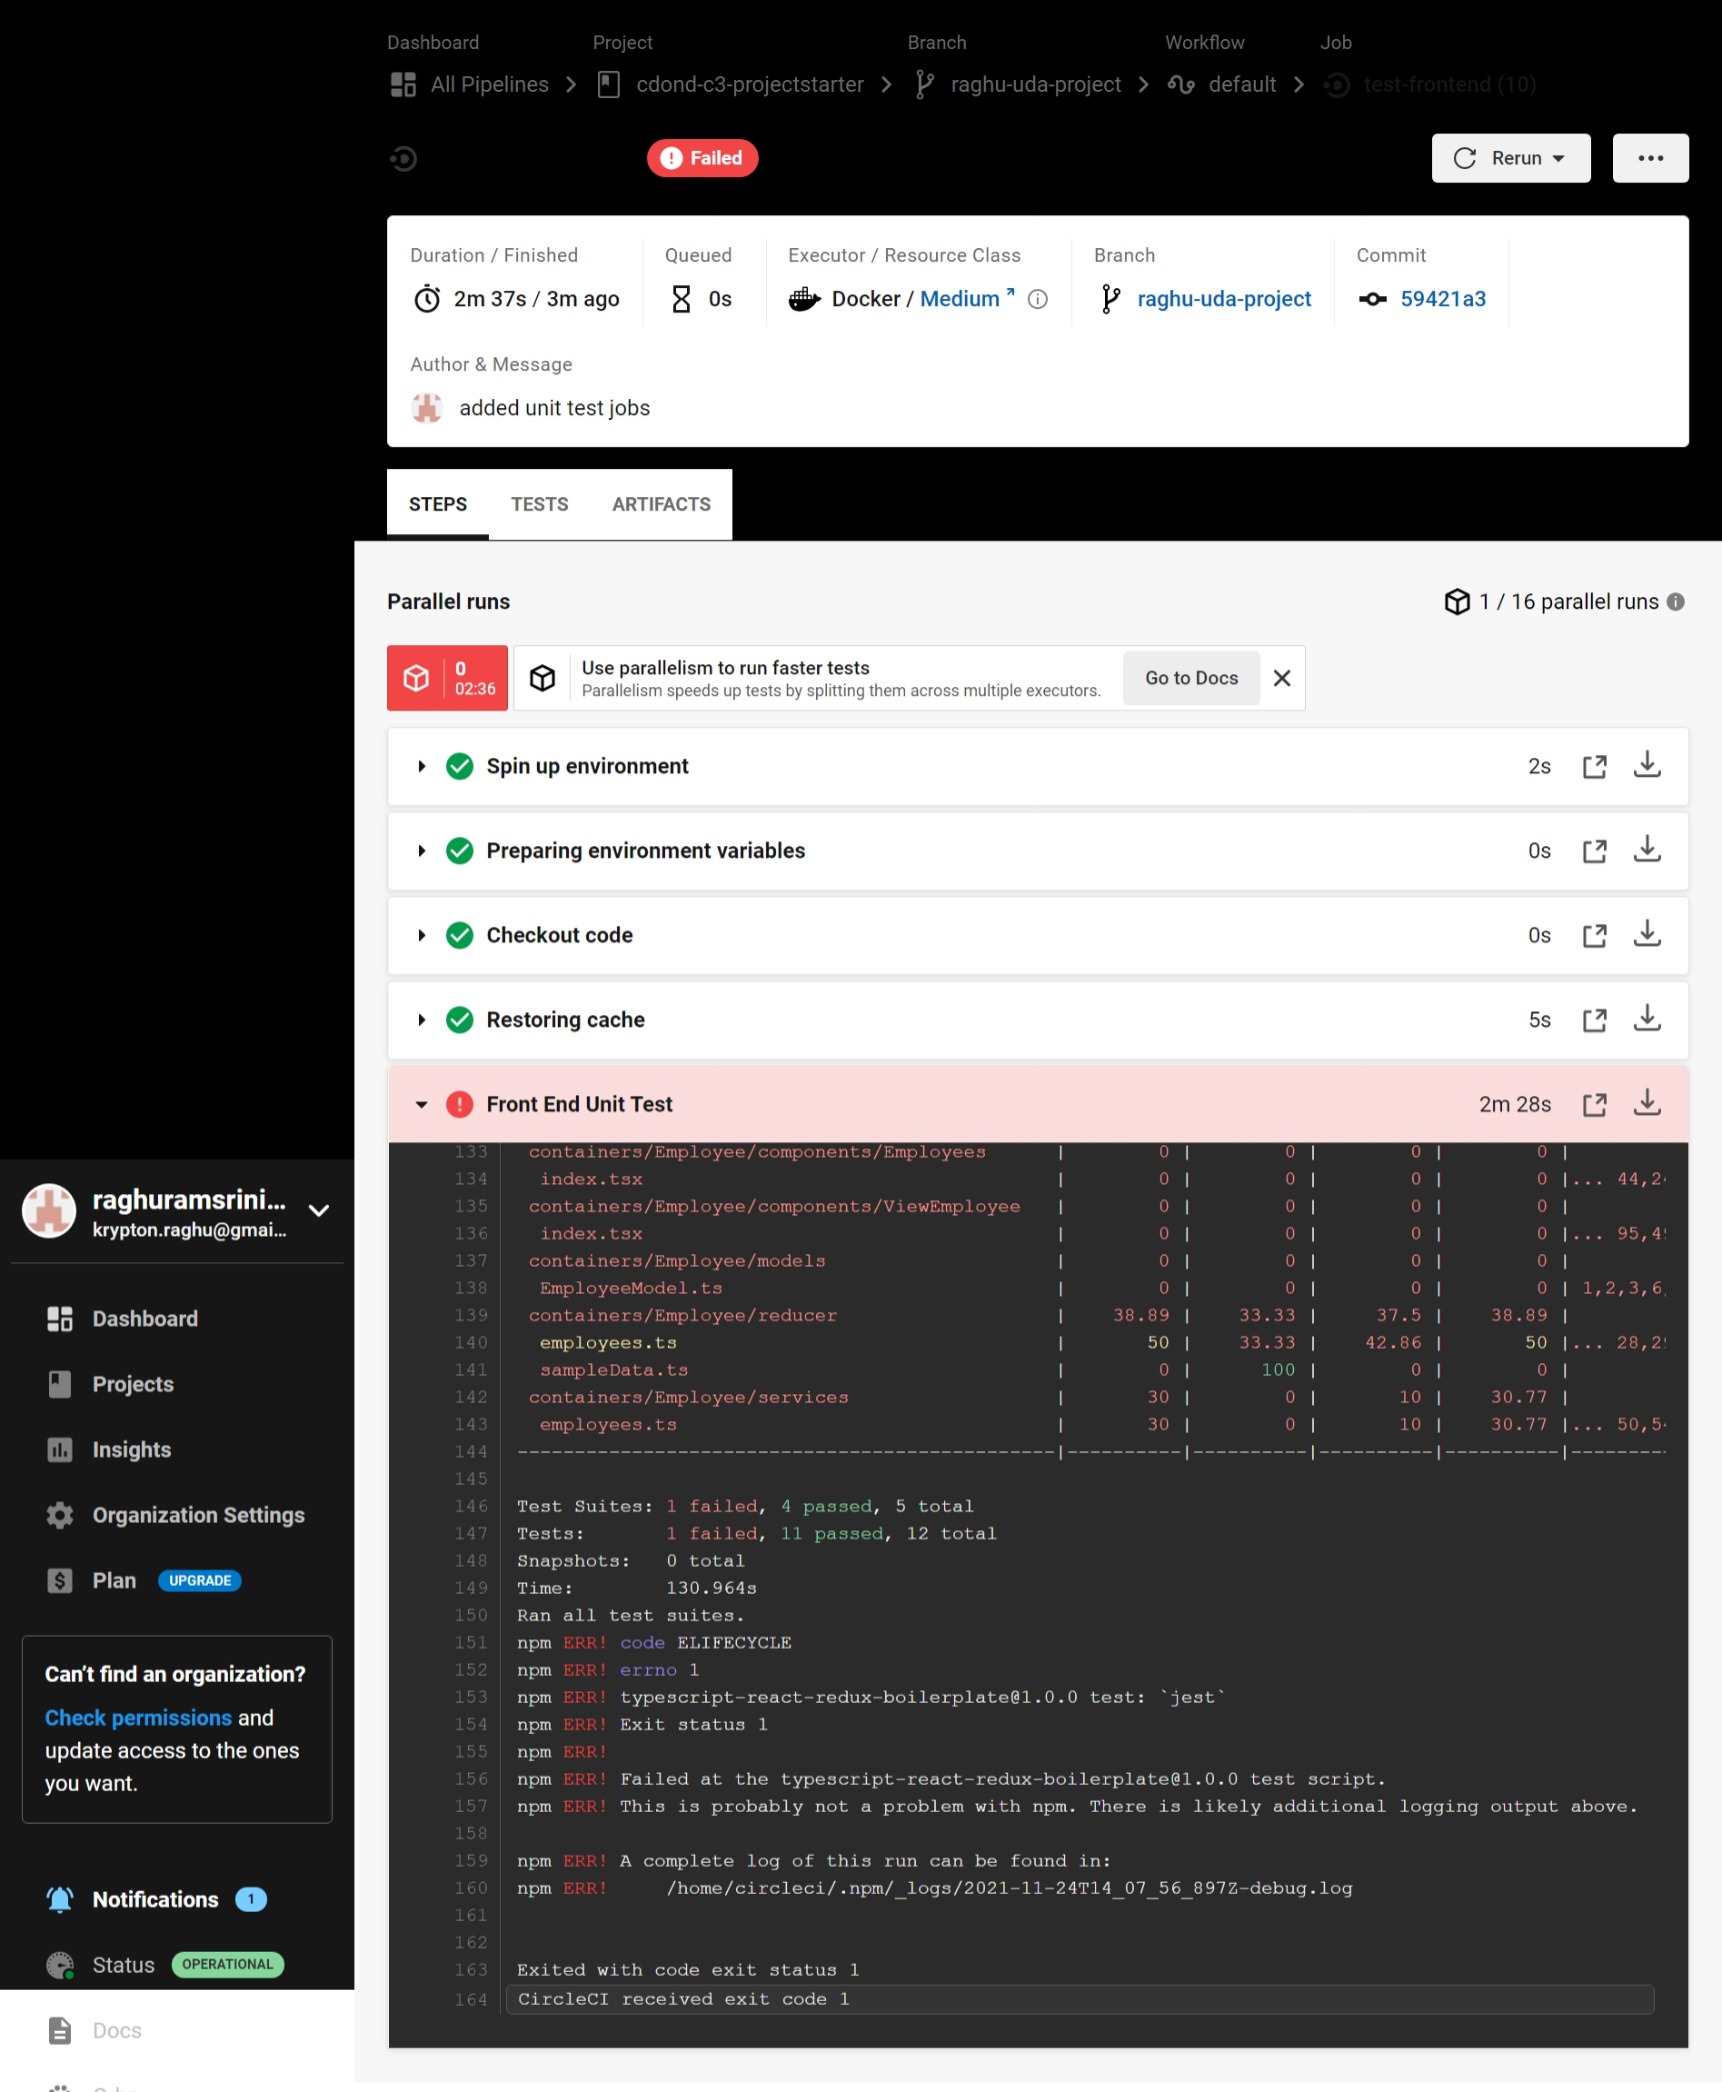 Dashboard Project Branch Workflow Job
All Pipelines cdond-c3-projectstarter raghu-uda-project default test-frontend (10)
Failed Rerun
Duration / Finished Queued Executor / Resource Class Branch Commit
2m 37s / 3m ago 0s Docker / Medium raghu-uda-project 59421a3
Author & Message
added unit test jobs
STEPS TESTS ARTIFACTS
Parallel runs 1 / 16 parallel runs
0
02:36
Use parallelism to run faster tests
Parallelism speeds up tests by splitting them across multiple executors.
Go to Docs
Spin up environment 2s
Preparing environment variables 0s
Checkout code 0s
Restoring cache 5s
Front End Unit Test 2m 28s
133 containers/Employee/components/Employees | 0 | 0 | 0 | 0 |
134 index.tsx | 0 | 0 | 0 | 0 |... 44,2
135 containers/Employee/components/ViewEmployee | 0 | 0 | 0 | 0 |
136 index.tsx | 0 | 0 | 0 | 0 |... 95,4
137 containers/Employee/models | 0 | 0 | 0 | 0 |
138 EmployeeModel.ts | 0 | 0 | 0 | 0 | 1,2,3,6,
139 containers/Employee/reducer | 38.89 | 33.33 | 37.5 | 38.89 |
140 employees.ts | 50 | 33.33 | 42.86 | 50 |... 28,2
141 sampleData.ts | 0 | 100 | 0 | 0 |
142 containers/Employee/services | 30 | 0 | 10 | 30.77 |
143 employees.ts | 30 | 0 | 10 | 30.77 |... 50,5
144 -----------------------------------------------|----------|----------|----------|----------|--------
145
146 Test Suites: 1 failed, 4 passed, 5 total
147 Tests: 1 failed, 11 passed, 12 total
148 Snapshots: 0 total
149 Time: 130.964s
150 Ran all test suites.
151 npm ERR! code ELIFECYCLE
152 npm ERR! errno 1
153 npm ERR! typescript-react-redux-boilerplate@1.0.0 test: `jest`
154 npm ERR! Exit status 1
155 npm ERR!
156 npm ERR! Failed at the typescript-react-redux-boilerplate@1.0.0 test script.
157 npm ERR! This is probably not a problem with npm. There is likely additional logging output above.
158
159 npm ERR! A complete log of this run can be found in:
160 npm ERR! /home/circleci/.npm/_logs/2021-11-24T14_07_56_897Z-debug.log
161
162
163 Exited with code exit status 1
164 CircleCI received exit code 1
raghuramsrini...
krypton.raghu@gmai...
Dashboard
Projects
Insights
Organization Settings
Plan UPGRADE
Can't find an organization?
Check permissions and
update access to the ones
you want.
Notifications 1
Status OPERATIONAL
Docs